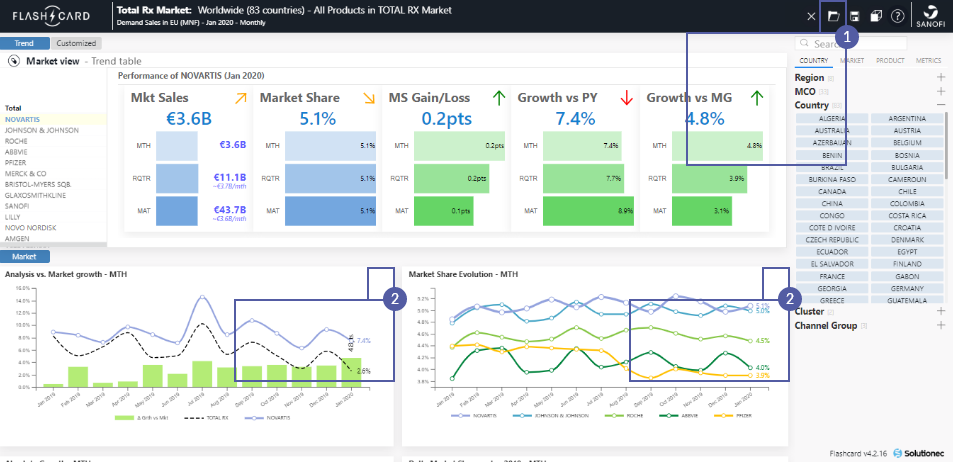 FLASHCARD
Total Rx Market: Worldwide (83 countries) - All Products in TOTAL RX Market
Demand Sales in EU (MNF) - Jan 2020 - Monthly
SANOFI
1
Trend
Customized
Market view - Trend table
Performance of NOVARTIS (Jan 2020)
Total
NOVARTIS
JOHNSON & JOHNSON
ROCHE
ABBVIE
PFIZER
MERCK & CO
BRISTOL-MYERS SQB.
GLAXOSMITHKLINE
SANOFI
LILLY
NOVO NORDISK
AMGEN
Mkt Sales
€3.6B
MTH €3.6B
RQTR €11.1B
~€3.7B/mth
MAT €43.7B
~€3.6B/mth
Market Share
5.1%
MTH 5.1%
RQTR 5.1%
MAT 5.1%
MS Gain/Loss
0.2pts
MTH 0.2pts
RQTR 0.2pts
MAT 0.1pts
Growth vs PY
7.4%
MTH 7.4%
RQTR 7.7%
MAT 8.9%
Growth vs MG
4.8%
MTH 4.8%
RQTR 3.9%
MAT 3.1%
Search
COUNTRY MARKET PRODUCT METRICS
Region
MCO
Country
ALGERIA ARGENTINA
AUSTRALIA AUSTRIA
AZERBAIJAN BELGIUM
BENIN BOSNIA
BRAZIL BULGARIA
BURKINA FASO CAMEROON
CANADA CHILE
CHINA COLOMBIA
CONGO COSTA RICA
COTE D IVOIRE CROATIA
CZECH REPUBLIC DENMARK
ECUADOR EGYPT
EL SALVADOR FINLAND
FRANCE GABON
GEORGIA GERMANY
GREECE GUATEMALA
Cluster
Channel Group
Market
Analysis vs. Market growth - MTH
2
16.0%
14.0%
12.0%
10.0%
8.0%
6.0%
4.0%
2.0%
0.0%
7.4%
4.8%
2.6%
Jan 2019 Feb 2019 Mar 2019 Apr 2019 May 2019 Jun 2019 Jul 2019 Aug 2019 Sep 2019 Oct 2019 Nov 2019 Dec 2019 Jan 2020
Δ Grth vs Mkt TOTAL RX NOVARTIS
Market Share Evolution - MTH
2
5.2%
5.0%
4.8%
4.6%
4.4%
4.2%
4.0%
3.8%
5.1%
5.0%
4.5%
4.0%
3.9%
Jan 2019 Feb 2019 Mar 2019 Apr 2019 May 2019 Jun 2019 Jul 2019 Aug 2019 Sep 2019 Oct 2019 Nov 2019 Dec 2019 Jan 2020
NOVARTIS JOHNSON & JOHNSON ROCHE ABBVIE PFIZER
Flashcard v4.2.16 Solutionec